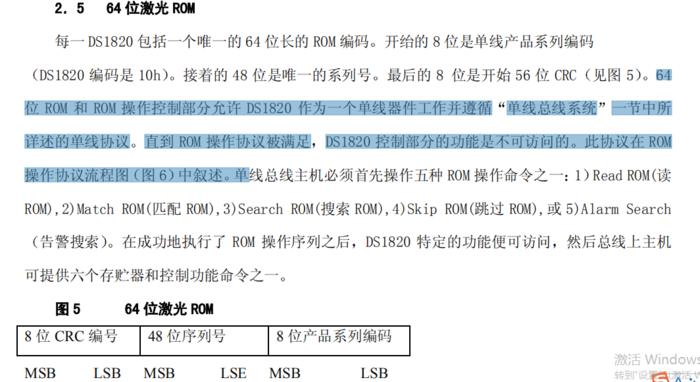 2．5 64 位激光 ROM
每一 DS1820 包括一个唯一的 64 位长的 ROM 编码。开给的 8 位是单线产品系列编码
（DS1820 编码是 10h）。接着的 48 位是唯一的系列号。最后的 8 位是开始 56 位 CRC（见图 5）。64
位 ROM 和 ROM 操作控制部分允许 DS1820 作为一个单线器件工作并遵循“单线总线系统”一节中所
详述的单线协议。直到 ROM 操作协议被满足，DS1820 控制部分的功能是不可访问的。此协议在 ROM
操作协议流程图（图 6）中叙述。单线总线主机必须首先操作五种 ROM 操作命令之一：1）Read ROM(读
ROM),2)Match ROM(匹配 ROM),3)Search ROM(搜索 ROM),4)Skip ROM(跳过 ROM),或 5)Alarm Search
（告警搜索）。在成功地执行了 ROM 操作序列之后，DS1820 特定的功能便可访问，然后总线上主机
可提供六个存贮器和控制功能命令之一。
图 5 64 位激光 ROM
8 位 CRC 编号 48 位序列号 8 位产品系列编码
MSB LSB MSB LSE MSB LSB
激活 Windows